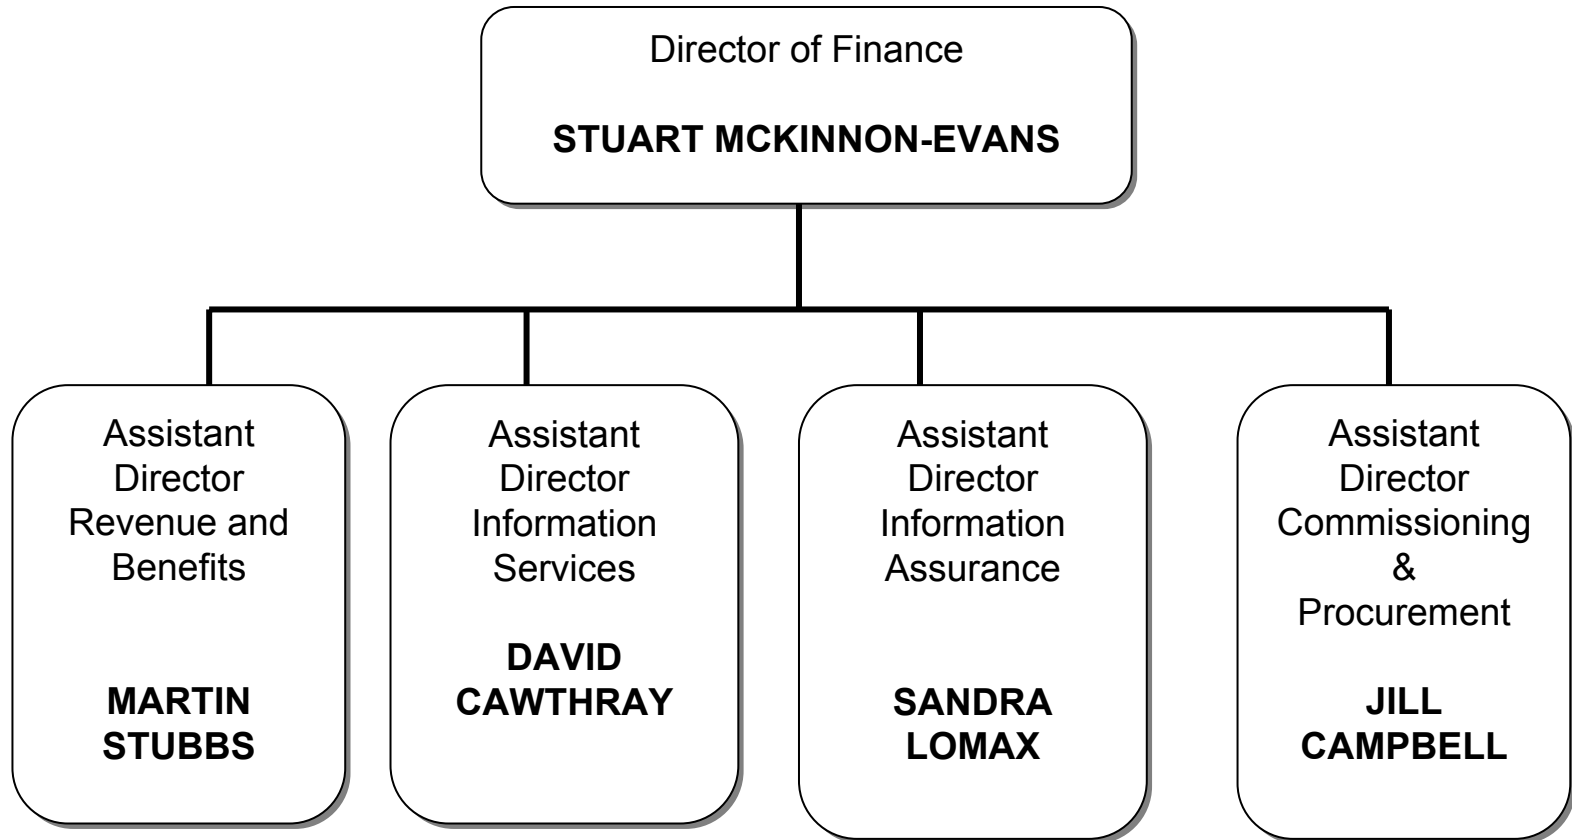 Director of Finance
STUART MCKINNON-EVANS
Assistant
Director
Revenue and
Benefits
MARTIN
STUBBS
Assistant
Director
Information
Services
DAVID
CAWTHRAY
Assistant
Director
Information
Assurance
SANDRA
LOMAX
Assistant
Director
Commissioning
&
Procurement
JILL
CAMPBELL